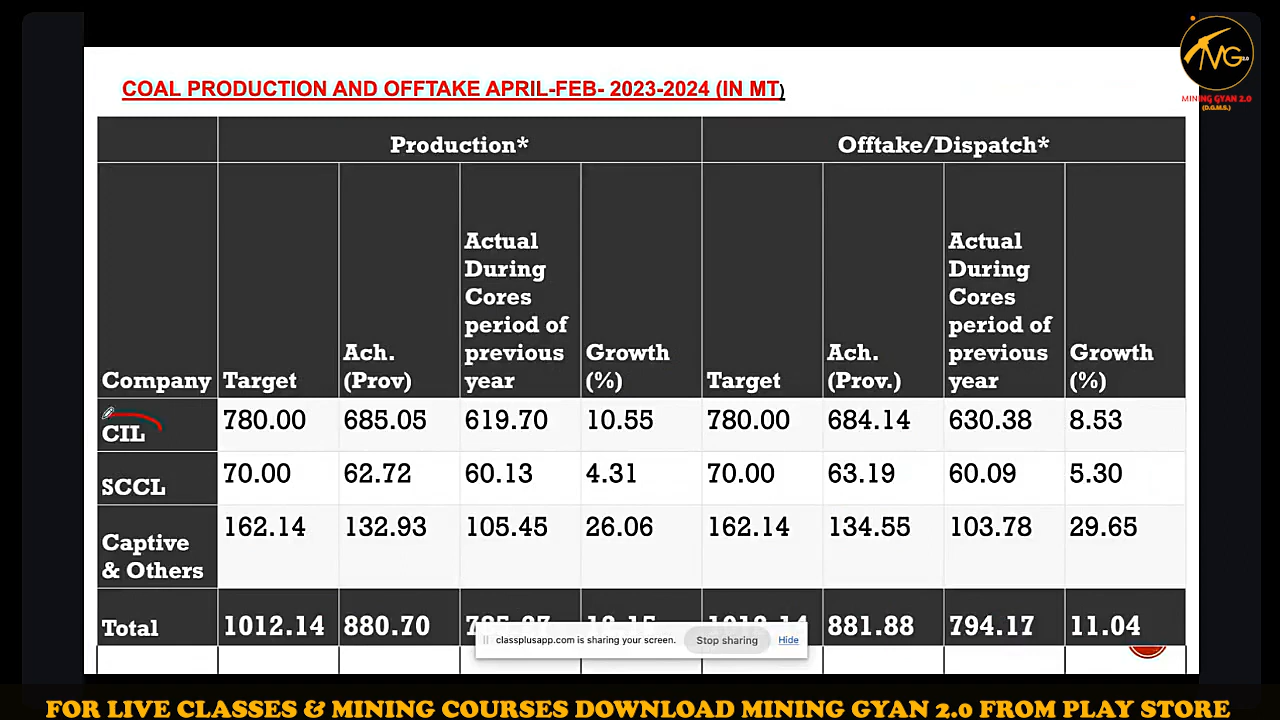 MINING GYAN 2.0
(D.G.M.S.)
COAL PRODUCTION AND OFFTAKE APRIL-FEB- 2023-2024 (IN MT)
Production* Offtake/Dispatch*
Company Target Ach. (Prov) Actual During Cores period of previous year Growth (%) Target Ach. (Prov.) Actual During Cores period of previous year Growth (%)
CIL 780.00 685.05 619.70 10.55 780.00 684.14 630.38 8.53
SCCL 70.00 62.72 60.13 4.31 70.00 63.19 60.09 5.30
Captive & Others 162.14 132.93 105.45 26.06 162.14 134.55 103.78 29.65
Total 1012.14 880.70 881.88 794.17 11.04
classplusapp.com is sharing your screen. Stop sharing Hide
FOR LIVE CLASSES & MINING COURSES DOWNLOAD MINING GYAN 2.0 FROM PLAY STORE